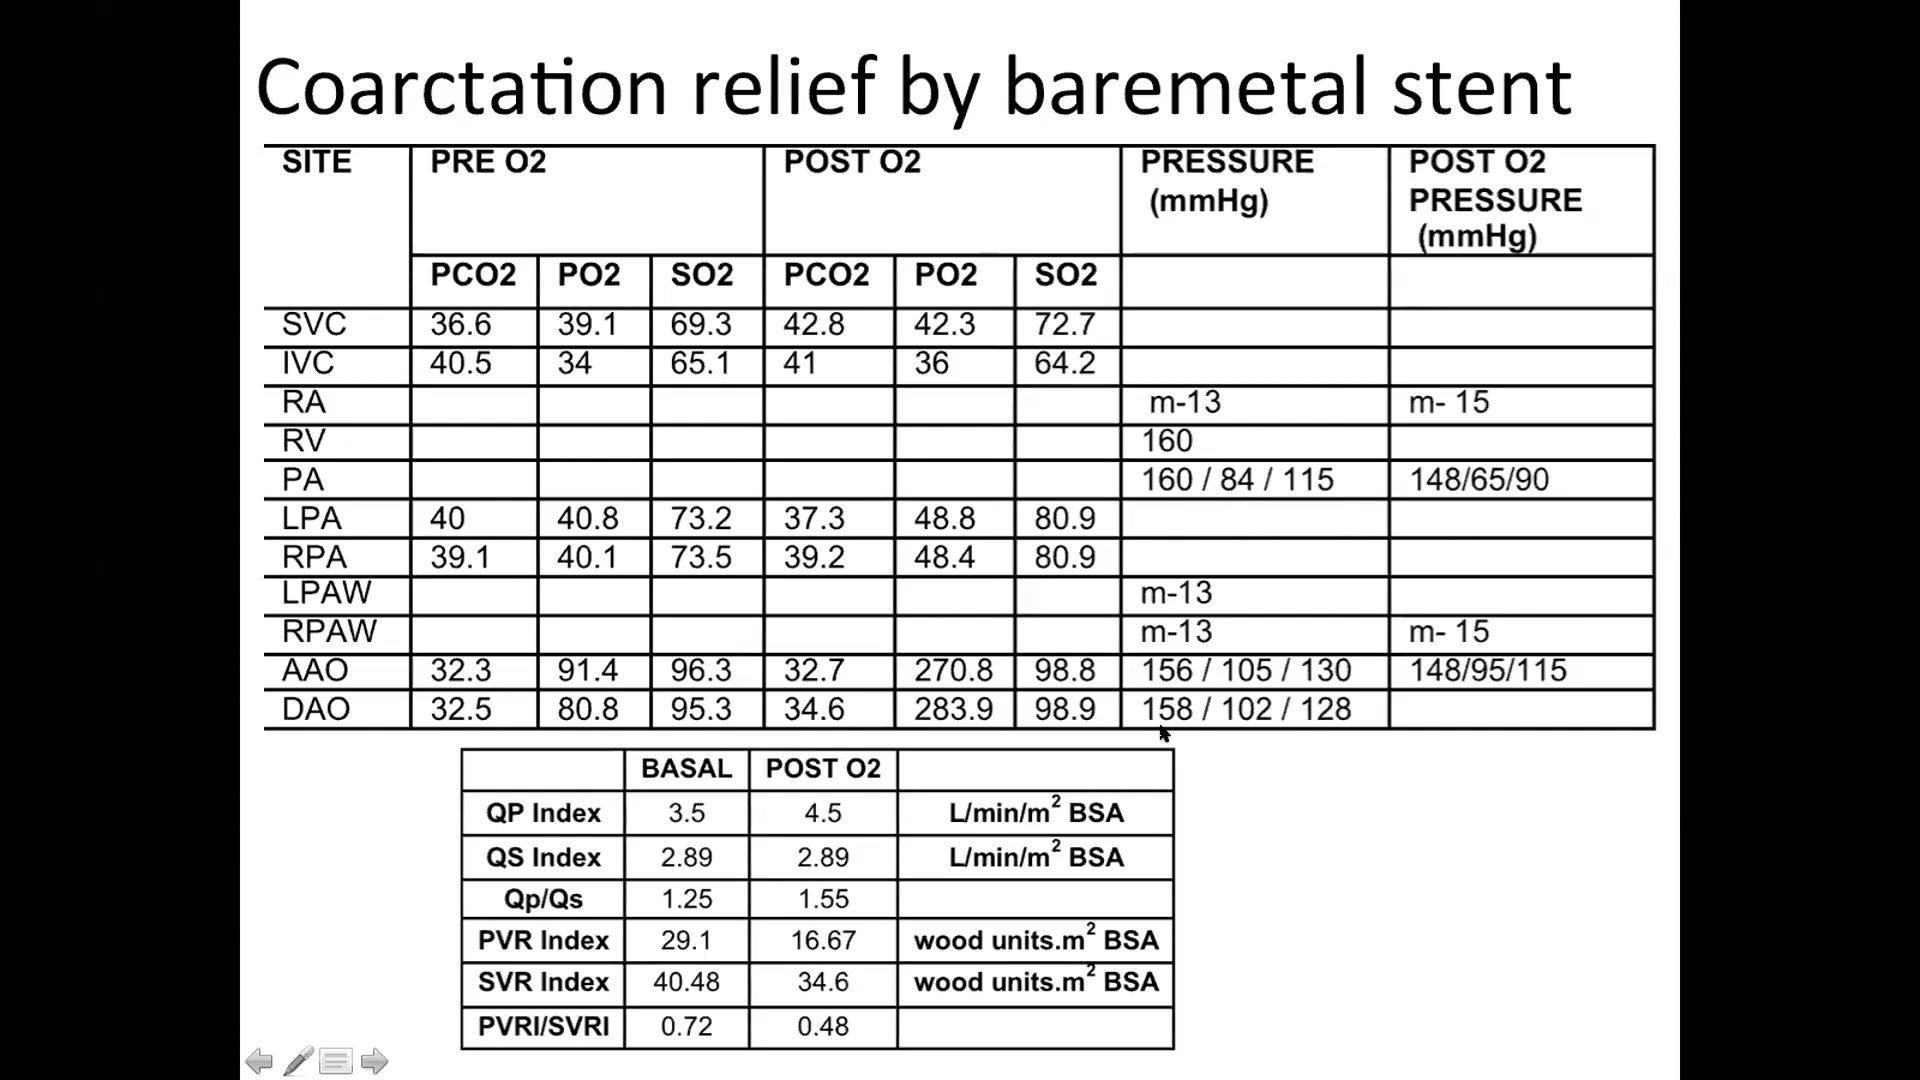 Coarctation relief by baremetal stent
SITE PRE O2 POST O2 PRESSURE (mmHg) POST O2 PRESSURE (mmHg)
PCO2 PO2 SO2 PCO2 PO2 SO2
SVC 36.6 39.1 69.3 42.8 42.3 72.7
IVC 40.5 34 65.1 41 36 64.2
RA m-13 m- 15
RV 160
PA 160 / 84 / 115 148/65/90
LPA 40 40.8 73.2 37.3 48.8 80.9
RPA 39.1 40.1 73.5 39.2 48.4 80.9
LPAW m-13
RPAW m-13 m- 15
AAO 32.3 91.4 96.3 32.7 270.8 98.8 156 / 105 / 130 148/95/115
DAO 32.5 80.8 95.3 34.6 283.9 98.9 158 / 102 / 128
BASAL POST O2
QP Index 3.5 4.5 L/min/m² BSA
QS Index 2.89 2.89 L/min/m² BSA
Qp/Qs 1.25 1.55
PVR Index 29.1 16.67 wood units.m² BSA
SVR Index 40.48 34.6 wood units.m² BSA
PVRI/SVRI 0.72 0.48